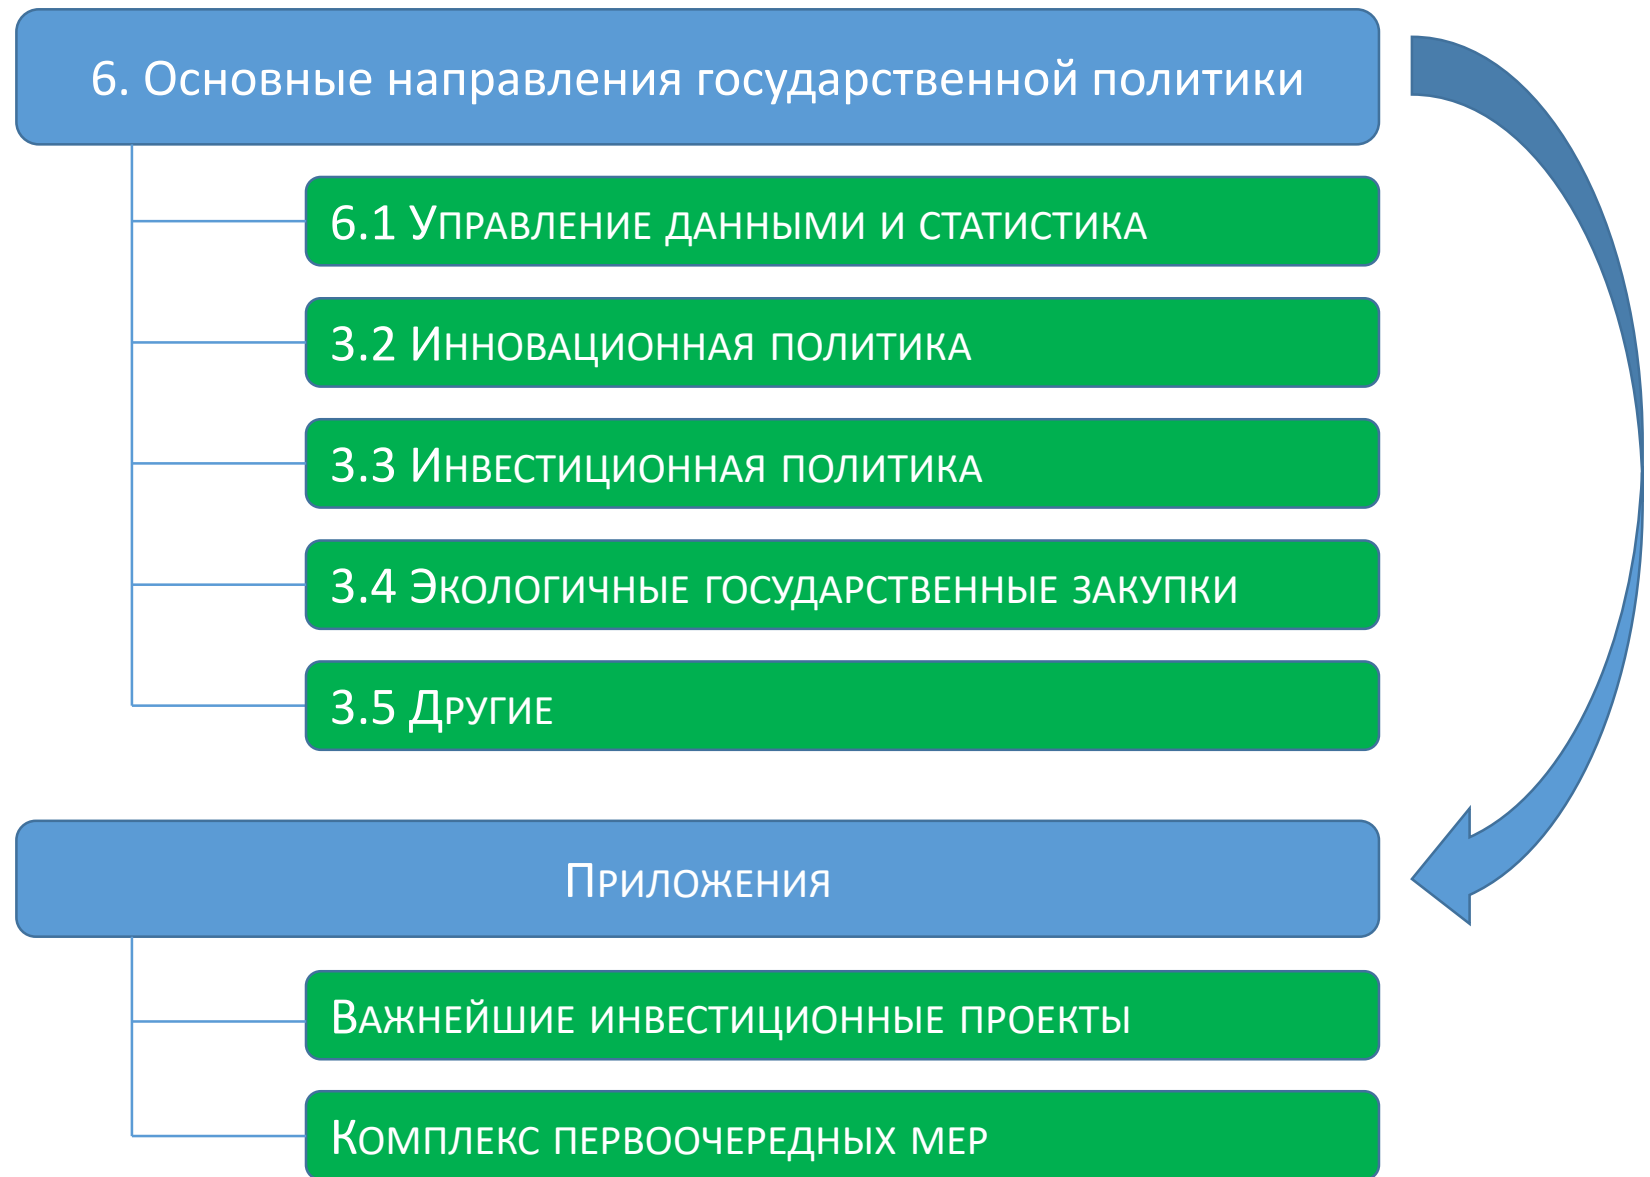 6. Основные направления государственной политики
6.1 Управление данными и статистика
3.2 Инновационная политика
3.3 Инвестиционная политика
3.4 Экологичные государственные закупки
3.5 Другие
Приложения
Важнейшие инвестиционные проекты
Комплекс первоочередных мер